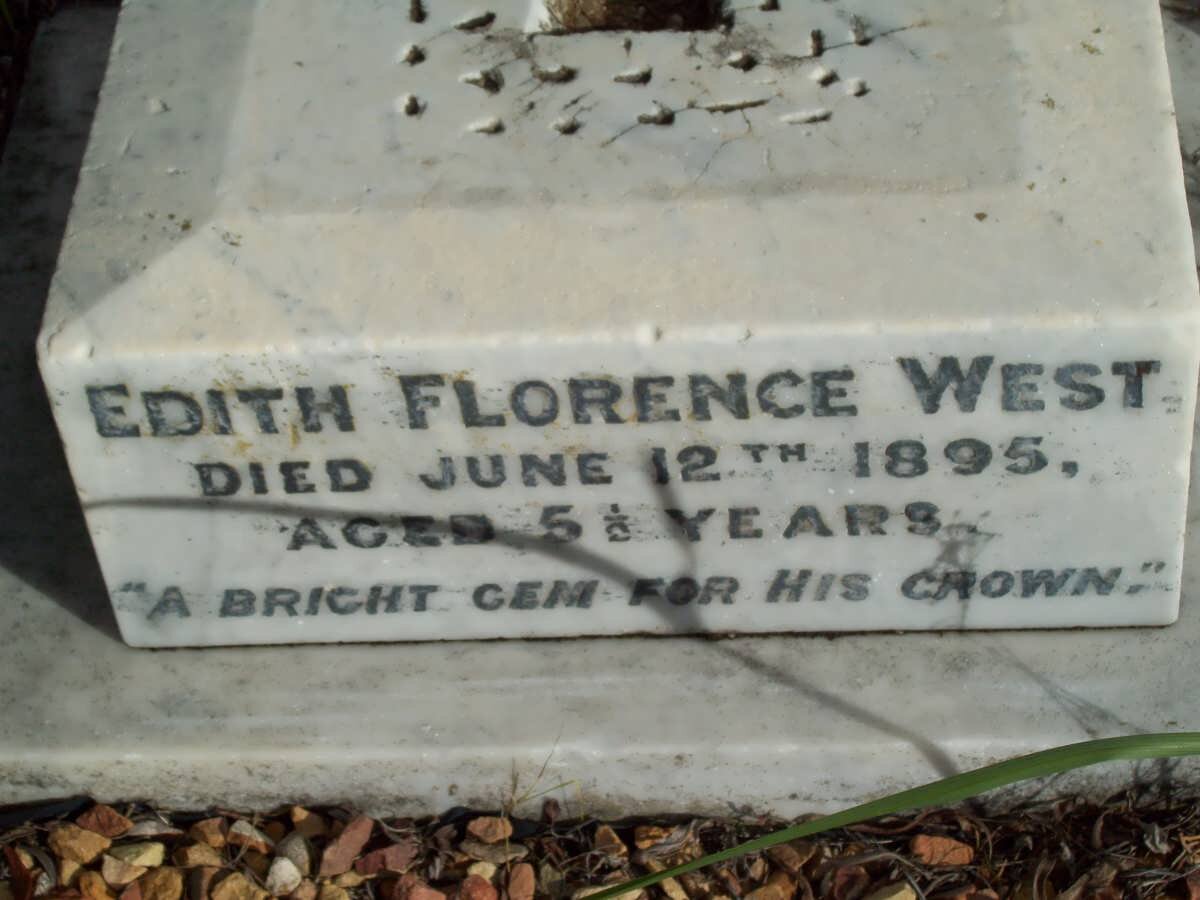 EDITH FLORENCE WEST.
DIED JUNE 12TH 1895,
AGED 5½ YEARS.
"A BRIGHT GEM FOR HIS CROWN."